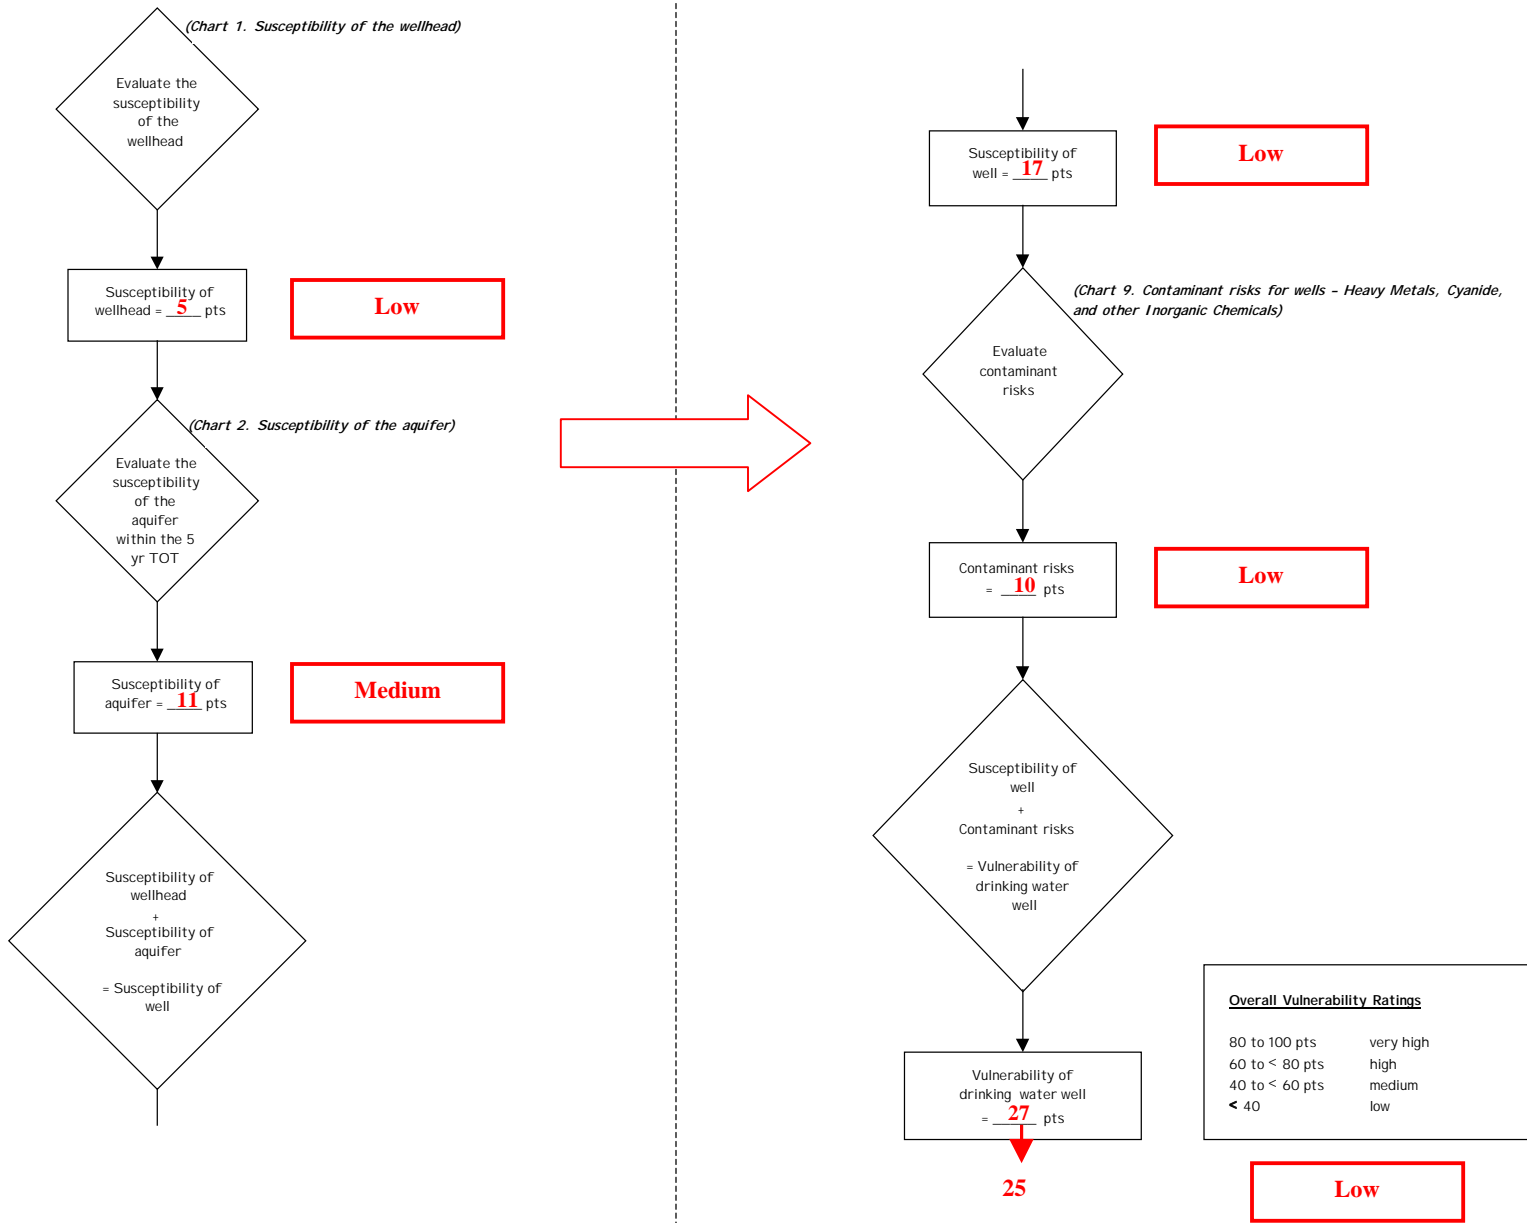 (Chart 1. Susceptibility of the wellhead)
Evaluate the
susceptibility
of the
wellhead
Susceptibility of
wellhead = 5 pts
Low
(Chart 2. Susceptibility of the aquifer)
Evaluate the
susceptibility
of the
aquifer
within the 5
yr TOT
Susceptibility of
aquifer = 11 pts
Medium
Susceptibility of
wellhead
+
Susceptibility of
aquifer
= Susceptibility of
well
Susceptibility of
well = 17 pts
Low
(Chart 9. Contaminant risks for wells – Heavy Metals, Cyanide,
and other Inorganic Chemicals)
Evaluate
contaminant
risks
Contaminant risks
= 10 pts
Low
Susceptibility of
well
+
Contaminant risks
= Vulnerability of
drinking water
well
Vulnerability of
drinking water well
= 27 pts
25
Overall Vulnerability Ratings
80 to 100 pts very high
60 to < 80 pts high
40 to < 60 pts medium
< 40 low
Low